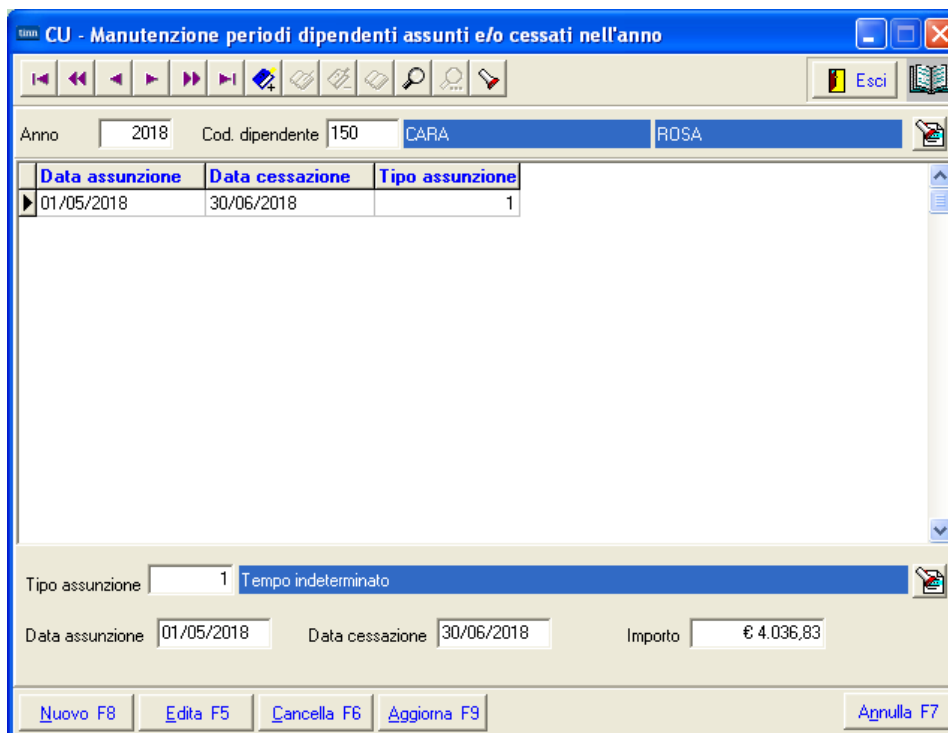 tinn CU - Manutenzione periodi dipendenti assunti e/o cessati nell'anno
Esci
Anno 2018 Cod. dipendente 150 CARA ROSA
Data assunzione Data cessazione Tipo assunzione
01/05/2018 30/06/2018 1
Tipo assunzione 1 Tempo indeterminato
Data assunzione 01/05/2018 Data cessazione 30/06/2018 Importo € 4.036,83
Nuovo F8 Edita F5 Cancella F6 Aggiorna F9 Annulla F7